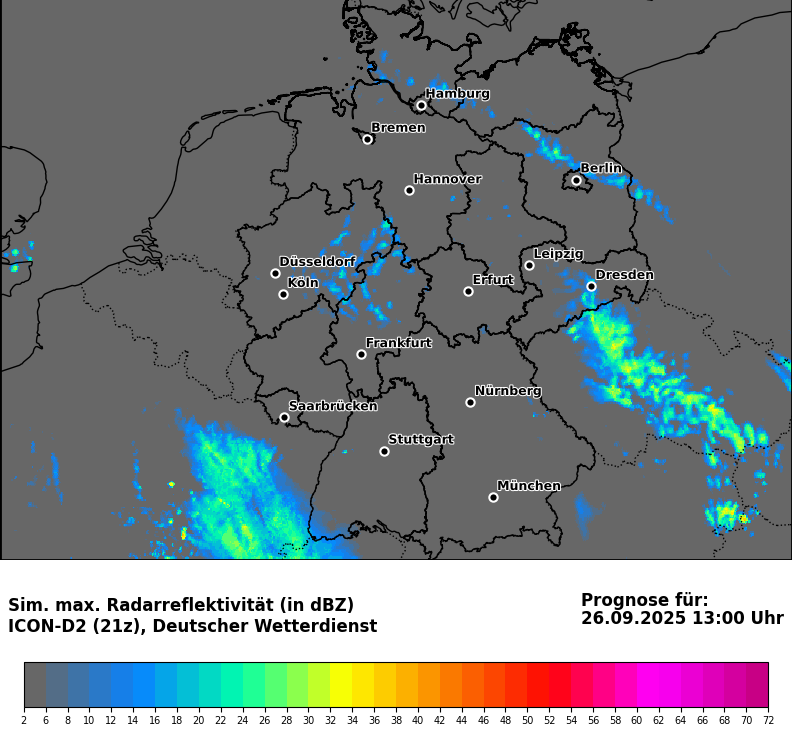 Hamburg
Bremen
Berlin
Hannover
Leipzig
Düsseldorf
Dresden
Köln
Erfurt
Frankfurt
Nürnberg
Saarbrücken
Stuttgart
München
Sim. max. Radarreflektivität (in dBZ)
ICON-D2 (21z), Deutscher Wetterdienst
Prognose für:
26.09.2025 13:00 Uhr
2 6 8 10 12 14 16 18 20 22 24 26 28 30 32 34 36 38 40 42 44 46 48 50 52 54 56 58 60 62 64 66 68 70 72